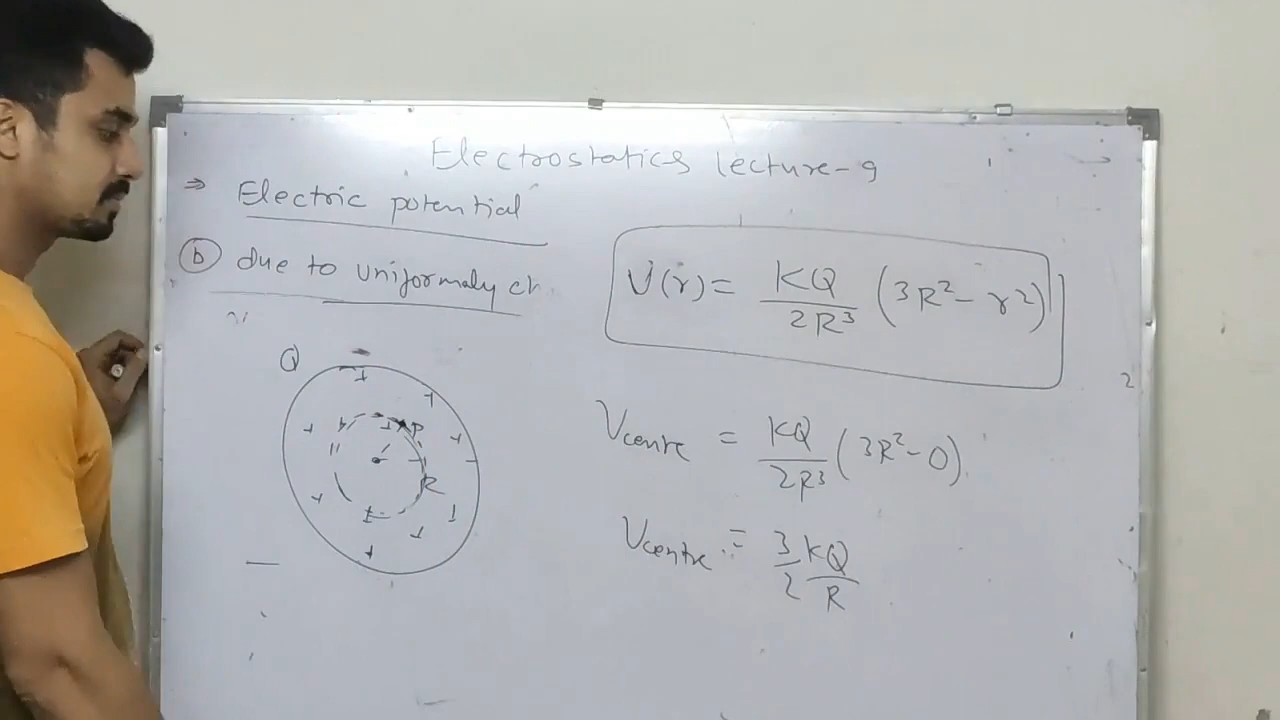 Electrostatics lecture-9
⇒ Electric potential
(b) due to uniformaly ch
Q
P
R
V(r) = KQ/2R³ (3R² - r²)
Vcentre = KQ/2R³ (3R² - 0)
Vcentre = 3/2 KQ/R
2